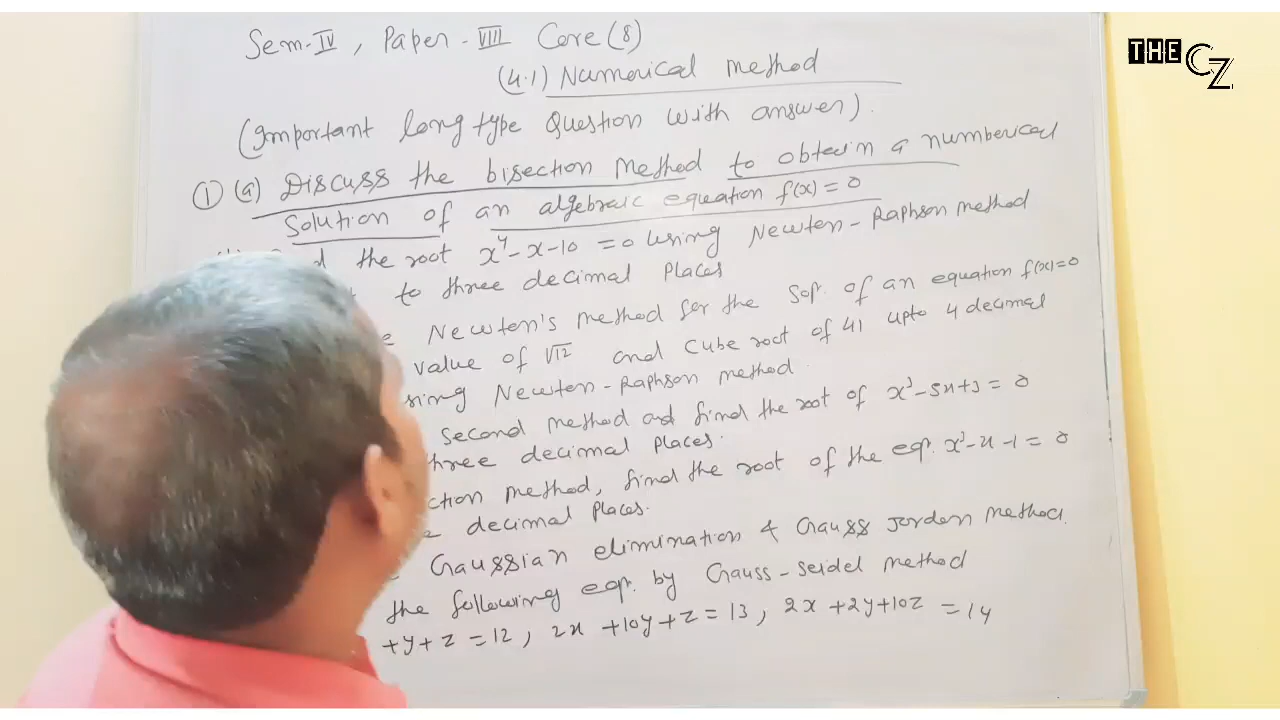 THE CZ
Sem-IV, Paper-VIII Core (8)
(4.1) Numerical method
(Important long type Question with answer).
① (a) Discuss the bisection Method to obtain a numberical
Solution of an algebraic equation f(x) = 0
the root x⁴-x-10 = 0 using Newton-Raphson method
to three decimal Places
Newton's method for the Sol. of an equation f(x)=0
value of √12 and cube root of 41 upto 4 decimal
sing Newton-Raphson method.
Second method and find the root of x³-5x+3 = 0
three decimal places.
ction method, find the root of the eq. x³-x-1 = 0
decimal Places.
Gaussian elimination & Gauss Jorden method.
the following eq. by Gauss-Seidel method
+y+z = 12, 2x +10y+z = 13, 2x +2y+10z = 14